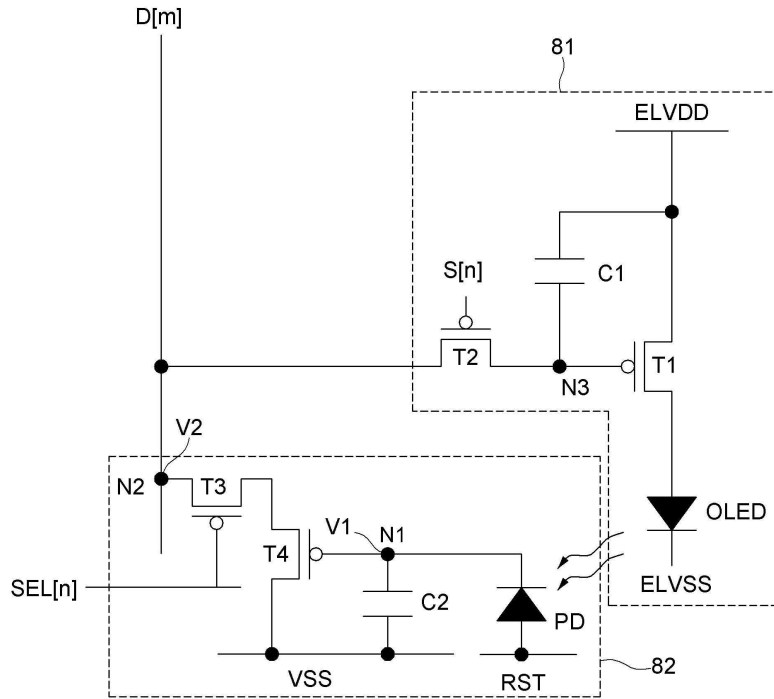 D[m]
81
ELVDD
S[n]
C1
T2
T1
N3
V2
N2
T3
OLED
V1
N1
T4
SEL[n]
C2
PD
ELVSS
VSS
RST
82